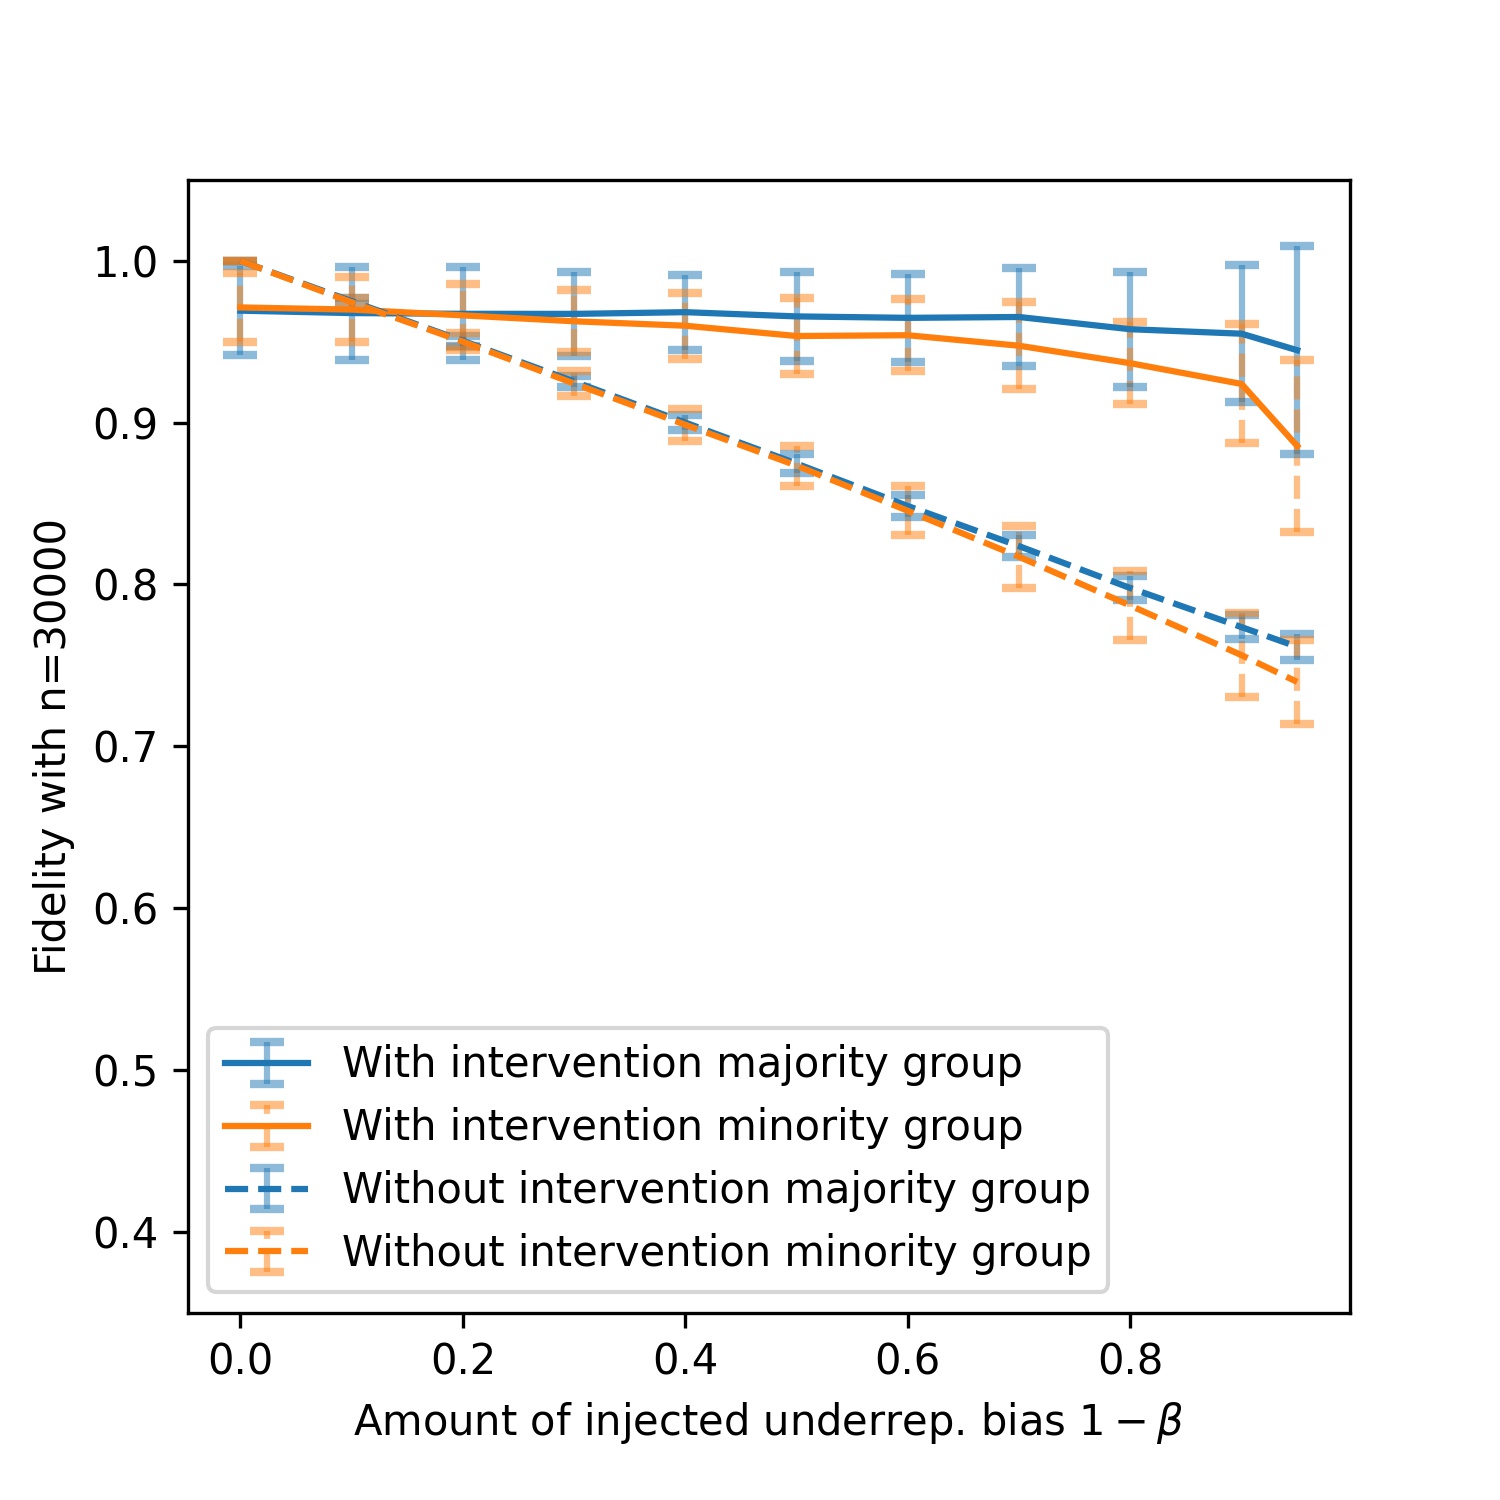 Fidelity with n=30000
1.0
0.9
0.8
0.7
0.6
0.5
0.4
With intervention majority group
With intervention minority group
Without intervention majority group
Without intervention minority group
0.0 0.2 0.4 0.6 0.8
Amount of injected underrep. bias 1 − β